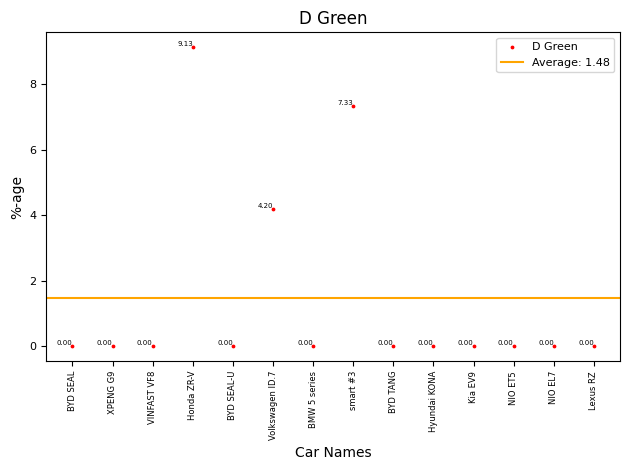 D Green
D Green
Average: 1.48
%-age
8
6
4
2
0
0.00
0.00
0.00
9.13
0.00
4.20
0.00
7.33
0.00
0.00
0.00
0.00
0.00
0.00
BYD SEAL
XPENG G9
VINFAST VF8
Honda ZR-V
BYD SEAL-U
Volkswagen ID.7
BMW 5 series
smart #3
BYD TANG
Hyundai KONA
Kia EV9
NIO ET5
NIO EL7
Lexus RZ
Car Names